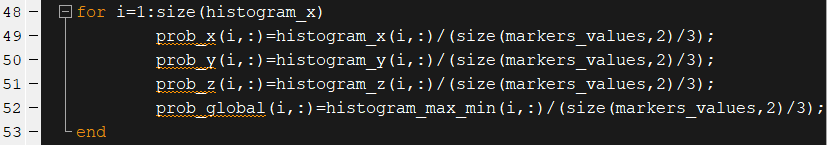 48 – for i=1:size(histogram_x)
49 – prob_x(i,:)=histogram_x(i,:)/(size(markers_values,2)/3);
50 – prob_y(i,:)=histogram_y(i,:)/(size(markers_values,2)/3);
51 – prob_z(i,:)=histogram_z(i,:)/(size(markers_values,2)/3);
52 – prob_global(i,:)=histogram_max_min(i,:)/(size(markers_values,2)/3);
53 – end